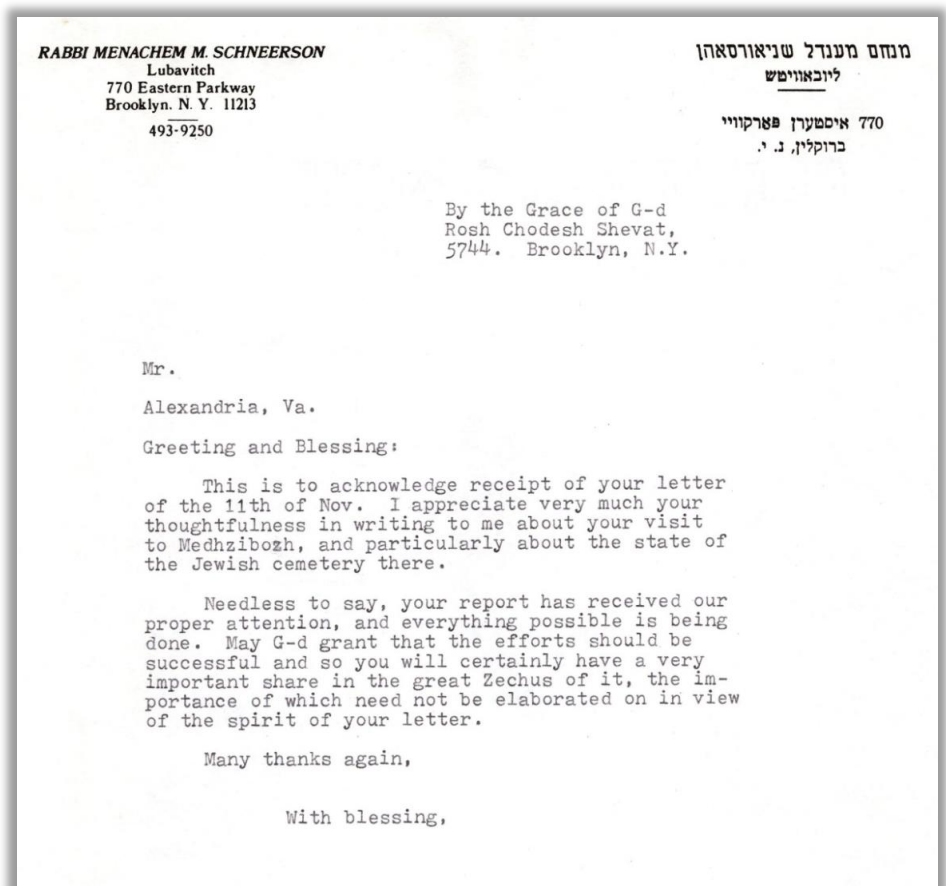 RABBI MENACHEM M. SCHNEERSON
Lubavitch
770 Eastern Parkway
Brooklyn. N. Y. 11213
493-9250
מנחם מענדל שניאורסאהן
ליובאוויטש
770 איסטערן פארקוויי
ברוקלין, נ. י.
By the Grace of G-d
Rosh Chodesh Shevat,
5744. Brooklyn, N.Y.
Mr.
Alexandria, Va.
Greeting and Blessing:
This is to acknowledge receipt of your letter
of the 11th of Nov. I appreciate very much your
thoughtfulness in writing to me about your visit
to Medhzibozh, and particularly about the state of
the Jewish cemetery there.
Needless to say, your report has received our
proper attention, and everything possible is being
done. May G-d grant that the efforts should be
successful and so you will certainly have a very
important share in the great Zechus of it, the im-
portance of which need not be elaborated on in view
of the spirit of your letter.
Many thanks again,
With blessing,